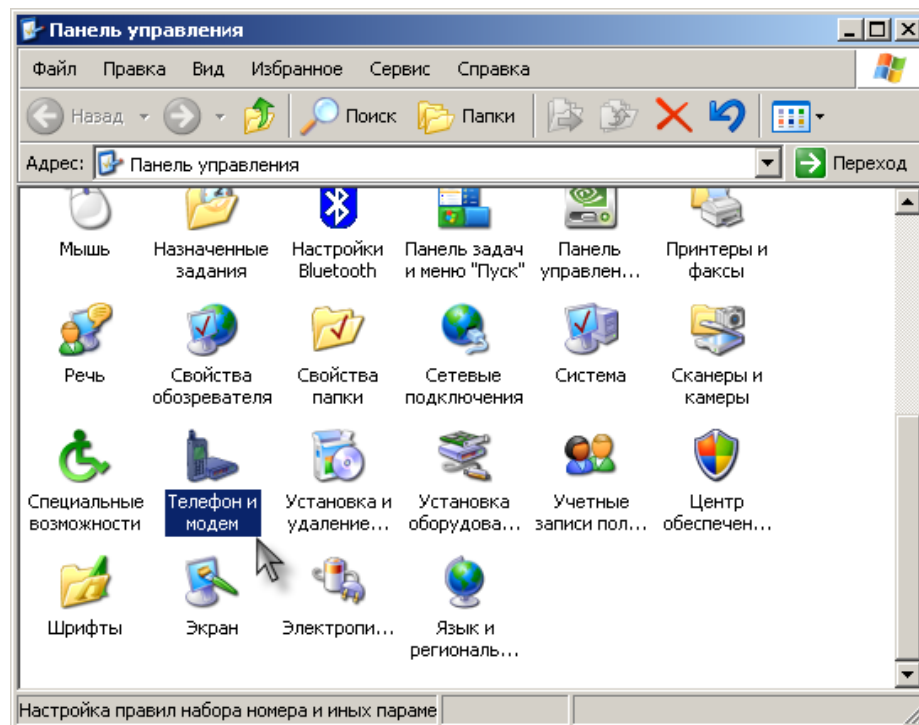 Панель управления
Файл Правка Вид Избранное Сервис Справка
Назад Поиск Папки
Адрес: Панель управления Переход
Мышь Назначенные Настройки Панель задач Панель Принтеры и
задания Bluetooth и меню "Пуск" управлен... факсы
Речь Свойства Свойства Сетевые Система Сканеры и
обозревателя папки подключения камеры
Специальные Телефон и Установка и Установка Учетные Центр
возможности модем удаление... оборудова... записи пол... обеспечен...
Шрифты Экран Электропи... Язык и
региональ...
Настройка правил набора номера и иных параме